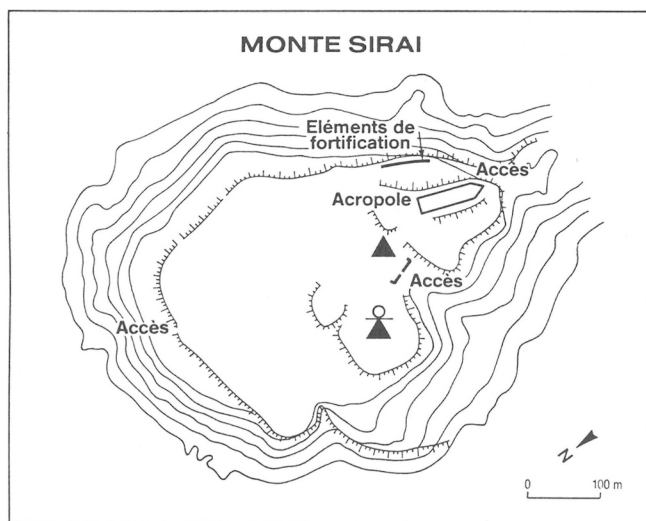 MONTE SIRAI
Eléments de
fortification
Accès
Acropole
Accès
Accès
N
0 100 m